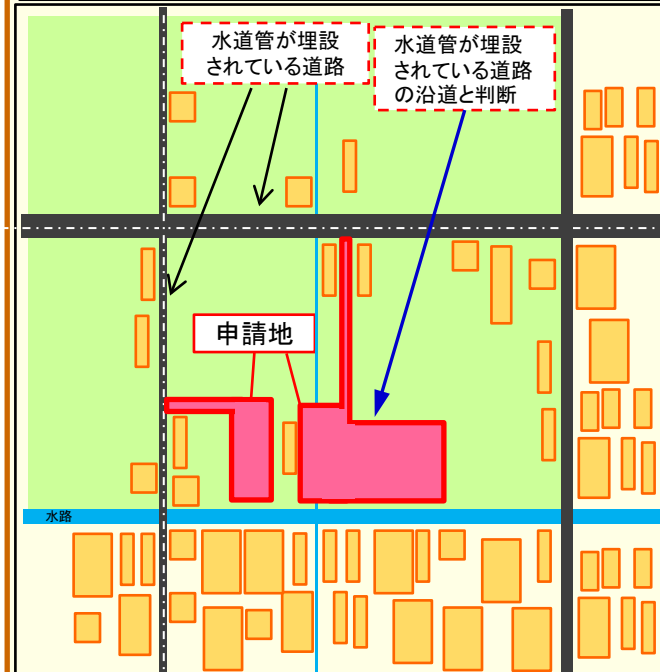 水道管が埋設
されている道路
水道管が埋設
されている道路
の沿道と判断
申請地
水路